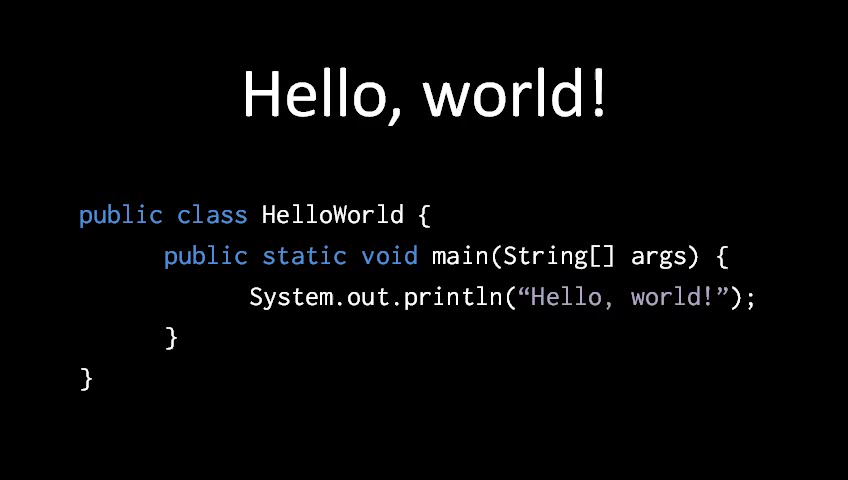 Hello, world!
public class HelloWorld {
public static void main(String[] args) {
System.out.println(“Hello, world!”);
}
}